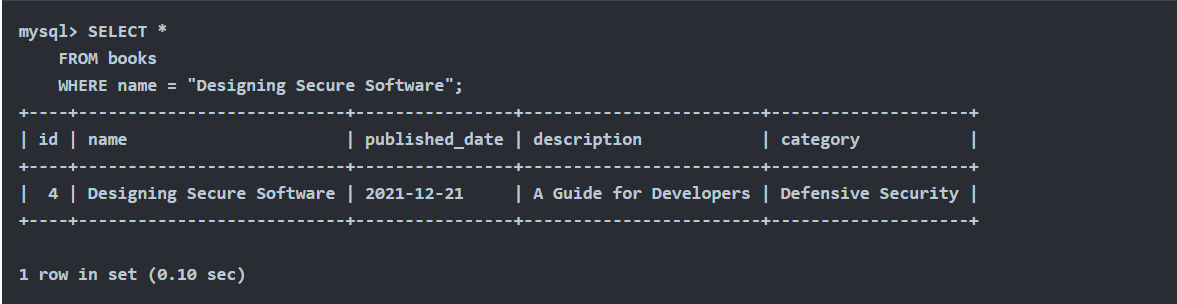 mysql> SELECT *
    FROM books
    WHERE name = "Designing Secure Software";
+----+---------------------------+----------------+------------------------+--------------------+
| id | name                      | published_date | description            | category           |
+----+---------------------------+----------------+------------------------+--------------------+
|  4 | Designing Secure Software | 2021-12-21     | A Guide for Developers | Defensive Security |
+----+---------------------------+----------------+------------------------+--------------------+
1 row in set (0.10 sec)